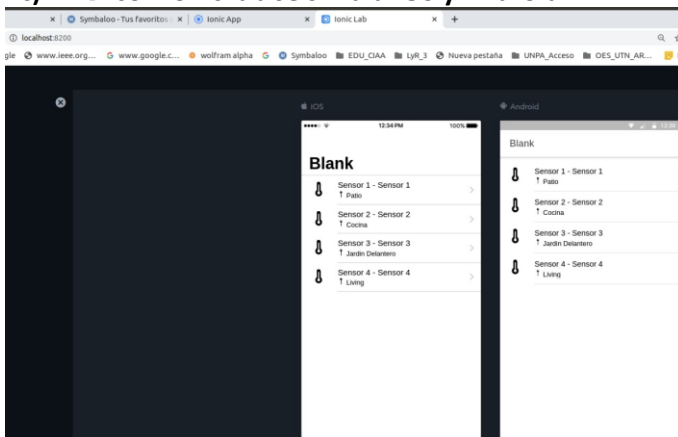 Symbaloo - Tus favoritos
Ionic App
Ionic Lab
localhost:8200
gle
www.ieee.org...
www.google.c...
wolfram alpha
Symbaloo
EDU_CIAA
LyR_3
Nueva pestaña
UNPA_Acceso
OES_UTN_AR...
iOS
Android
12:34 PM
100%
Blank
Sensor 1 - Sensor 1
Patio
Sensor 2 - Sensor 2
Cocina
Sensor 3 - Sensor 3
Jardin Delantero
Sensor 4 - Sensor 4
Living
Blank
Sensor 1 - Sensor 1
Patio
Sensor 2 - Sensor 2
Cocina
Sensor 3 - Sensor 3
Jardin Delantero
Sensor 4 - Sensor 4
Living